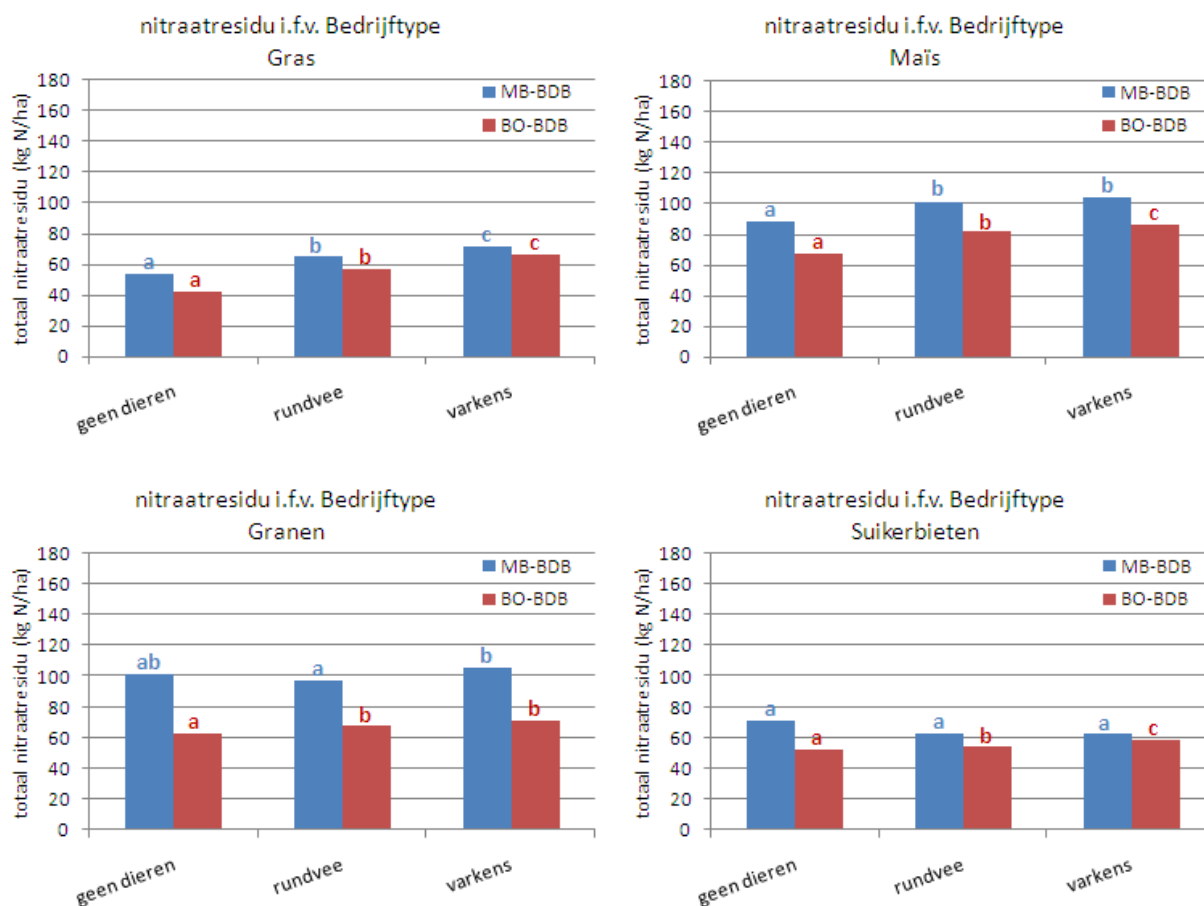 nitraatresidu i.f.v. Bedrijftype
Gras
totaal nitraatresidu (kg N/ha)
180
160
140
120
100
80
60
40
20
0
MB-BDB
BO-BDB
a
a
b
b
c
c
geen dieren
rundvee
varkens
nitraatresidu i.f.v. Bedrijftype
Maïs
totaal nitraatresidu (kg N/ha)
180
160
140
120
100
80
60
40
20
0
MB-BDB
BO-BDB
a
a
b
b
b
c
geen dieren
rundvee
varkens
nitraatresidu i.f.v. Bedrijftype
Granen
totaal nitraatresidu (kg N/ha)
180
160
140
120
100
80
60
40
20
0
MB-BDB
BO-BDB
ab
a
a
b
b
b
geen dieren
rundvee
varkens
nitraatresidu i.f.v. Bedrijftype
Suikerbieten
totaal nitraatresidu (kg N/ha)
180
160
140
120
100
80
60
40
20
0
MB-BDB
BO-BDB
a
a
a
b
a
c
geen dieren
rundvee
varkens